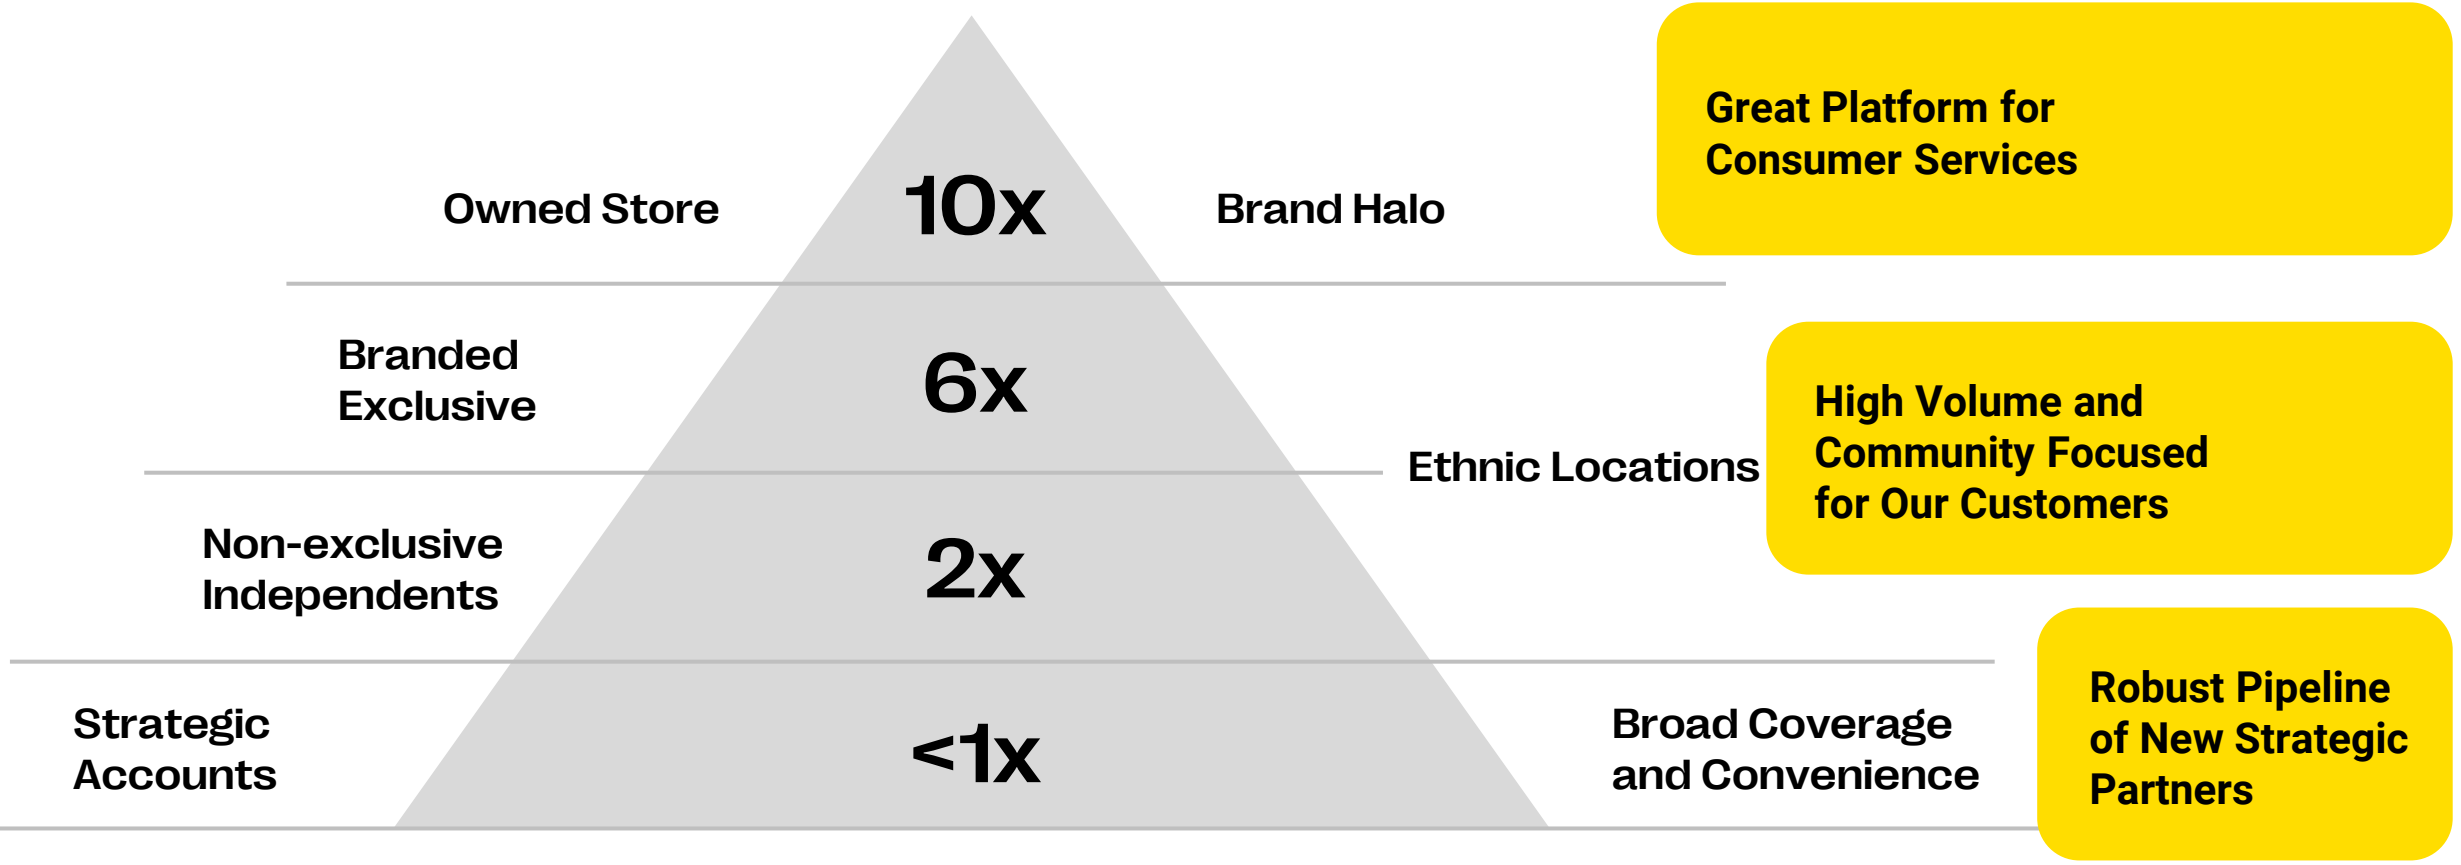 Great Platform for
Consumer Services
Owned Store
10x
Brand Halo
Branded
Exclusive
6x
Ethnic Locations
High Volume and
Community Focused
for Our Customers
Non-exclusive
Independents
2x
Strategic
Accounts
<1x
Broad Coverage
and Convenience
Robust Pipeline
of New Strategic
Partners